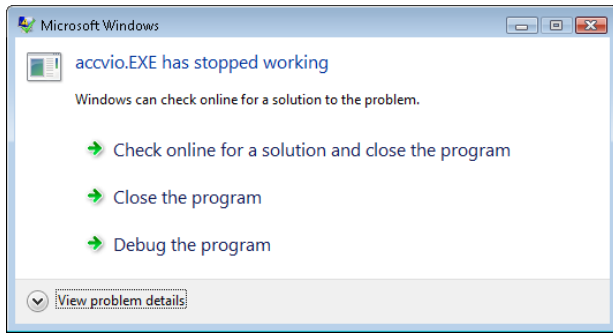 Microsoft Windows
accvio.EXE has stopped working
Windows can check online for a solution to the problem.
Check online for a solution and close the program
Close the program
Debug the program
View problem details